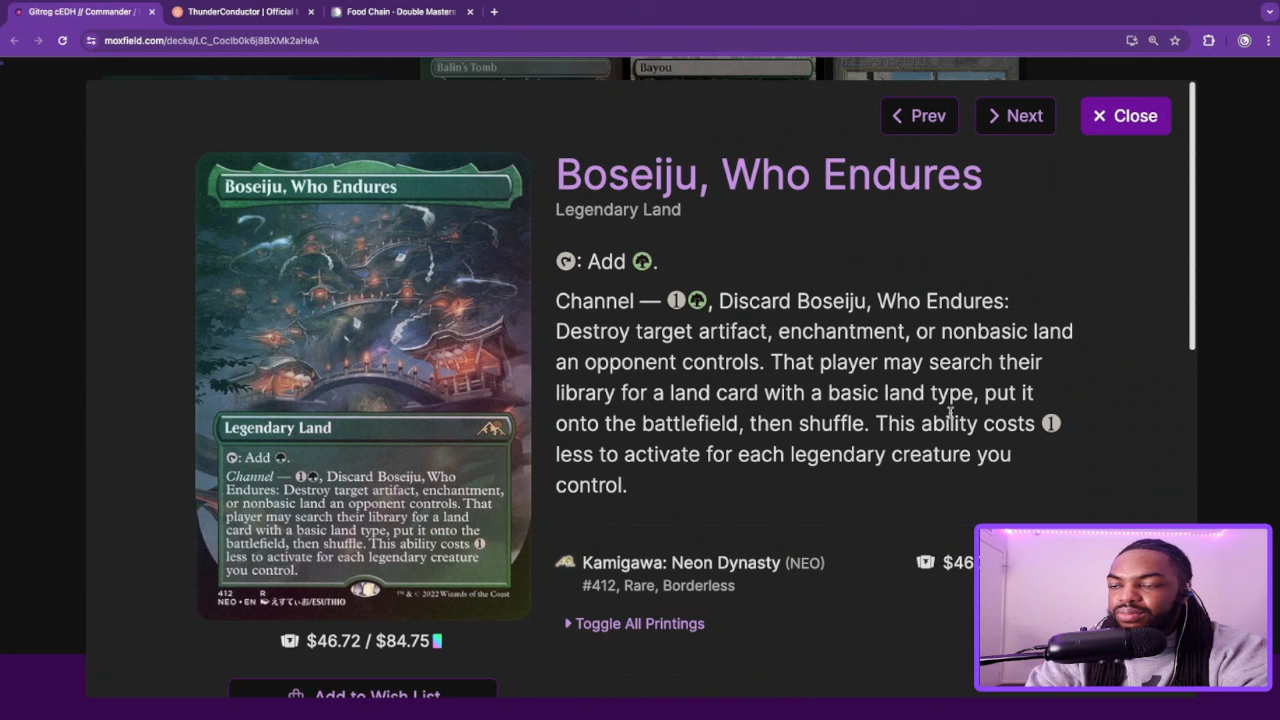 Gitrog cEDH // Commander /
ThunderConductor | Official
Food Chain - Double Masters
moxfield.com/decks/LC_CocIb0k6j8BXMk2aHeA
Balin's Tomb
Bayou
Prev
Next
Close
Boseiju, Who Endures
Legendary Land
: Add .
Channel — 1, Discard Boseiju, Who Endures:
Destroy target artifact, enchantment, or nonbasic land
an opponent controls. That player may search their
library for a land card with a basic land type, put it
onto the battlefield, then shuffle. This ability costs 1
less to activate for each legendary creature you
control.
Kamigawa: Neon Dynasty (NEO)
$46
#412, Rare, Borderless
Toggle All Printings
Boseiju, Who Endures
Legendary Land
: Add .
Channel — 1, Discard Boseiju, Who
Endures: Destroy target artifact, enchantment,
or nonbasic land an opponent controls. That
player may search their library for a land
card with a basic land type, put it onto the
battlefield, then shuffle. This ability costs 1
less to activate for each legendary creature
you control.
412 R
NEO • EN えすてぃお/ESUTHIO
™ & © 2022 Wizards of the Coast
$46.72 / $84.75
Add to Wish List